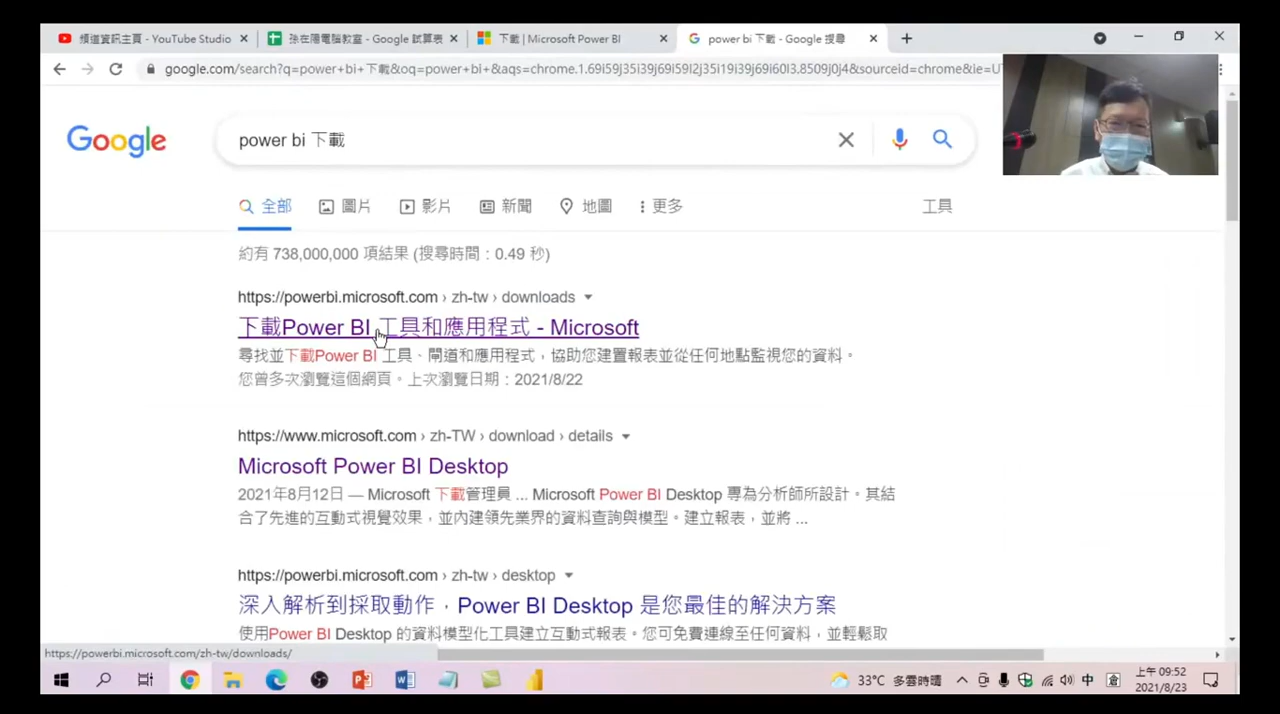 頻道資訊主頁 - YouTube Studio
孫在陽電腦教室 - Google 試算表
下載 | Microsoft Power BI
power bi 下載 - Google 搜尋
google.com/search?q=power+bi+下載&oq=power+bi+&aqs=chrome.1.69i59j35i39j69i59l2j35i19i39j69i60l3.8509j0j4&sourceid=chrome&ie=U
Google
power bi 下載
全部
圖片
影片
新聞
地圖
更多
工具
約有 738,000,000 項結果 (搜尋時間：0.49 秒)
https://powerbi.microsoft.com › zh-tw › downloads
下載Power BI 工具和應用程式 - Microsoft
尋找並下載Power BI 工具、閘道和應用程式，協助您建置報表並從任何地點監視您的資料。
您曾多次瀏覽這個網頁。上次瀏覽日期：2021/8/22
https://www.microsoft.com › zh-TW › download › details
Microsoft Power BI Desktop
2021年8月12日 — Microsoft 下載管理員 ... Microsoft Power BI Desktop 專為分析師所設計。其結
合了先進的互動式視覺效果，並內建領先業界的資料查詢與模型。建立報表，並將 ...
https://powerbi.microsoft.com › zh-tw › desktop
深入解析到採取動作，Power BI Desktop 是您最佳的解決方案
使用Power BI Desktop 的資料模型化工具建立互動式報表。您可免費連線至任何資料，並輕鬆取
https://powerbi.microsoft.com/zh-tw/downloads/
33°C 多雲時晴
中
倉
上午 09:52
2021/8/23